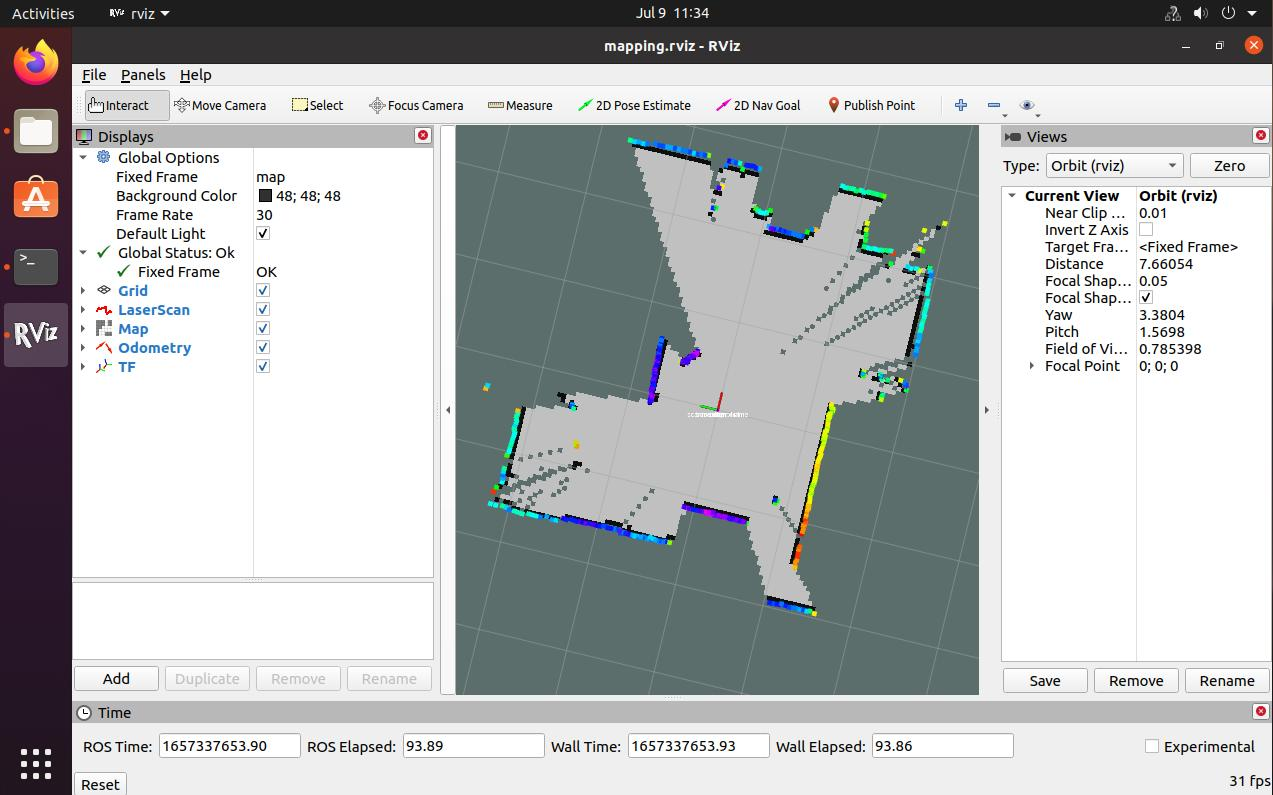 Activities RViz rviz Jul 9 11:34
mapping.rviz - RViz
File Panels Help
Interact Move Camera Select Focus Camera Measure 2D Pose Estimate 2D Nav Goal Publish Point
Displays
Global Options
Fixed Frame map
Background Color 48; 48; 48
Frame Rate 30
Default Light
Global Status: Ok
Fixed Frame OK
Grid
LaserScan
Map
Odometry
TF
Add Duplicate Remove Rename
RViz
Views
Type: Orbit (rviz) Zero
Current View Orbit (rviz)
Near Clip ... 0.01
Invert Z Axis
Target Fra... <Fixed Frame>
Distance 7.66054
Focal Shap... 0.05
Focal Shap...
Yaw 3.3804
Pitch 1.5698
Field of Vi... 0.785398
Focal Point 0; 0; 0
Save Remove Rename
Time
ROS Time: 1657337653.90 ROS Elapsed: 93.89 Wall Time: 1657337653.93 Wall Elapsed: 93.86 Experimental
Reset 31 fps